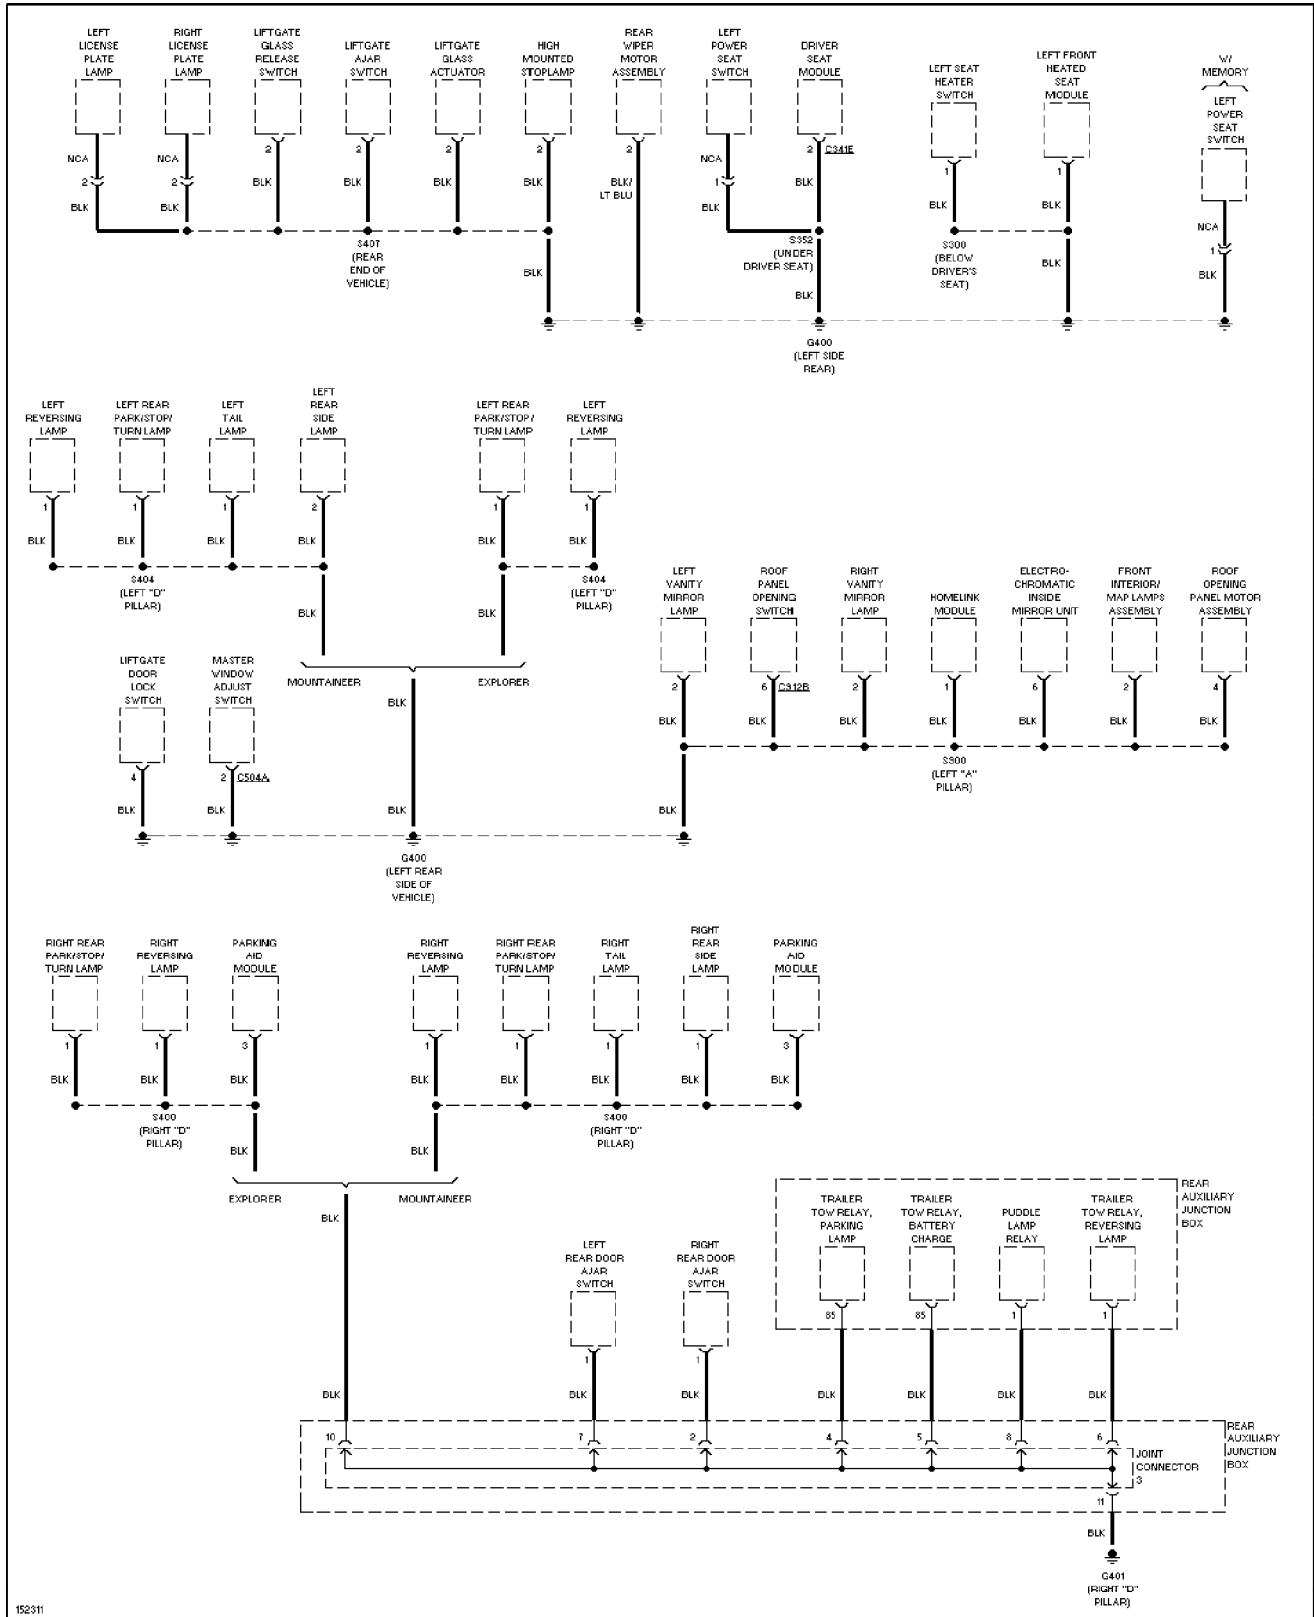 LEFT LICENSE PLATE LAMP
RIGHT LICENSE PLATE LAMP
LIFTGATE GLASS RELEASE SWITCH
LIFTGATE AJAR SWITCH
LIFTGATE GLASS ACTUATOR
HIGH MOUNTED STOPLAMP
REAR WIPER MOTOR ASSEMBLY
LEFT POWER SEAT SWITCH
DRIVER SEAT MODULE
LEFT SEAT HEATER SWITCH
LEFT FRONT HEATED SEAT MODULE
W/ MEMORY
LEFT POWER SEAT SWITCH
2 2 2 2 2 2 C341E
1 1
NCA NCA NCA NCA
2 2 1 1
BLK BLK BLK BLK BLK/ LT BLU BLK
BLK BLK BLK BLK BLK BLK
S407 (REAR END OF VEHICLE)
S352 (UNDER DRIVER SEAT)
S300 (BELOW DRIVER'S SEAT)
BLK BLK BLK
G400 (LEFT SIDE REAR)
LEFT REVERSING LAMP
LEFT REAR PARK/STOP/ TURN LAMP
LEFT TAIL LAMP
LEFT REAR SIDE LAMP
LEFT REAR PARK/STOP/ TURN LAMP
LEFT REVERSING LAMP
1 1 1 2 1 1
BLK BLK BLK BLK BLK BLK
S404 (LEFT "D" PILLAR)
S404 (LEFT "D" PILLAR)
BLK BLK
MOUNTAINEER EXPLORER
BLK
LEFT VANITY MIRROR LAMP
ROOF PANEL OPENING SWITCH
RIGHT VANITY MIRROR LAMP
HOMELINK MODULE
ELECTRO- CHROMATIC INSIDE MIRROR UNIT
FRONT INTERIOR/ MAP LAMPS ASSEMBLY
ROOF OPENING PANEL MOTOR ASSEMBLY
2 6 C912B 2 1 6 2 4
BLK BLK BLK BLK BLK BLK BLK
S900 (LEFT "A" PILLAR)
LIFTGATE DOOR LOCK SWITCH
MASTER WINDOW ADJUST SWITCH
4 2 C504A
BLK BLK BLK BLK
G400 (LEFT REAR SIDE OF VEHICLE)
RIGHT REAR PARK/STOP/ TURN LAMP
RIGHT REVERSING LAMP
PARKING AID MODULE
RIGHT REVERSING LAMP
RIGHT REAR PARK/STOP/ TURN LAMP
RIGHT TAIL LAMP
RIGHT REAR SIDE LAMP
PARKING AID MODULE
1 1 3 1 1 1 1 3
BLK BLK BLK BLK BLK BLK BLK BLK
S400 (RIGHT "D" PILLAR)
S400 (RIGHT "D" PILLAR)
BLK BLK
EXPLORER MOUNTAINEER
BLK
LEFT REAR DOOR AJAR SWITCH
RIGHT REAR DOOR AJAR SWITCH
TRAILER TOW RELAY, PARKING LAMP
TRAILER TOW RELAY, BATTERY CHARGE
PUDDLE LAMP RELAY
TRAILER TOW RELAY, REVERSING LAMP
REAR AUXILIARY JUNCTION BOX
85 85 1 1
1 1
BLK BLK BLK BLK BLK BLK BLK
10 7 2 4 5 8 6
REAR AUXILIARY JUNCTION BOX
JOINT CONNECTOR 3
11
BLK
G401 (RIGHT "D" PILLAR)
152311